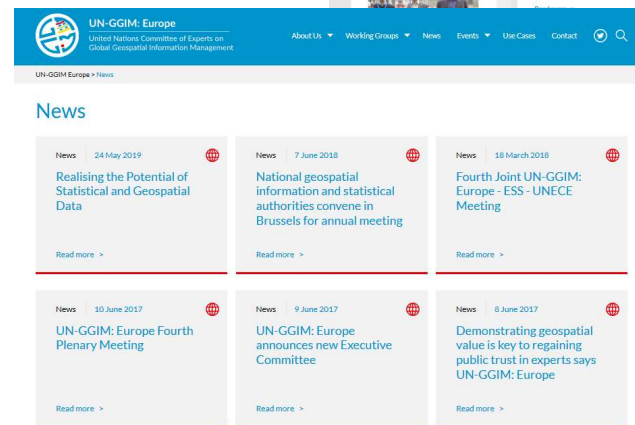 UN-GGIM: Europe
United Nations Committee of Experts on
Global Geospatial Information Management
About Us Working Groups News Events Use Cases Contact
UN-GGIM Europe > News
News
News 24 May 2019
Realising the Potential of
Statistical and Geospatial
Data
Read more >
News 7 June 2018
National geospatial
information and statistical
authorities convene in
Brussels for annual meeting
Read more >
News 18 March 2018
Fourth Joint UN-GGIM:
Europe - ESS - UNECE
Meeting
Read more >
News 10 June 2017
UN-GGIM: Europe Fourth
Plenary Meeting
Read more >
News 9 June 2017
UN-GGIM: Europe
announces new Executive
Committee
Read more >
News 8 June 2017
Demonstrating geospatial
value is key to regaining
public trust in experts says
UN-GGIM: Europe
Read more >